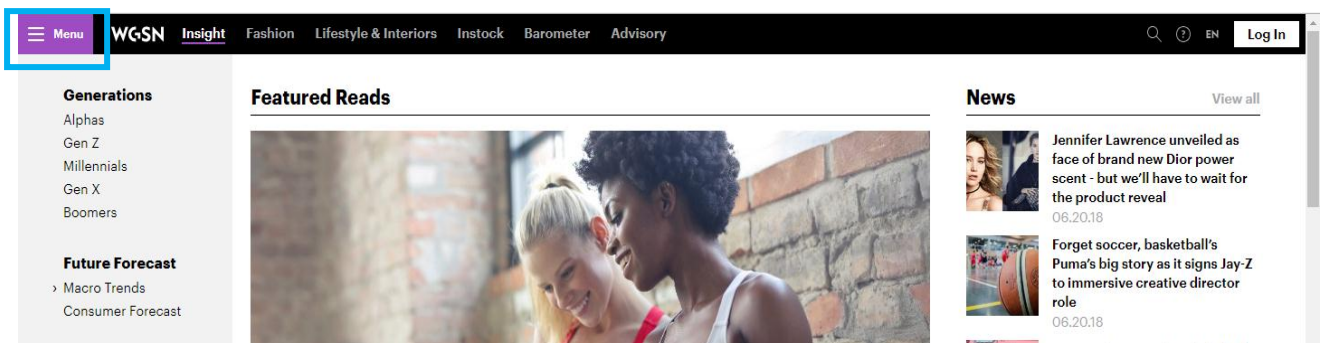 Menu
WGSN Insight Fashion Lifestyle & Interiors Instock Barometer Advisory
? EN Log In
Generations
Alphas
Gen Z
Millennials
Gen X
Boomers
Future Forecast
› Macro Trends
Consumer Forecast
Featured Reads
News View all
Jennifer Lawrence unveiled as
face of brand new Dior power
scent - but we'll have to wait for
the product reveal
06.20.18
Forget soccer, basketball's
Puma's big story as it signs Jay-Z
to immersive creative director
role
06.20.18